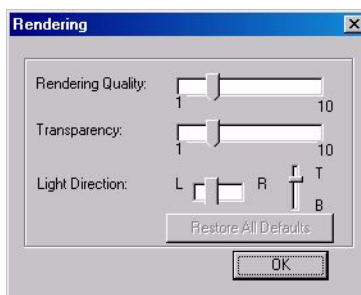 Rendering
Rendering Quality:
1 10
Transparency:
1 10
Light Direction: L R T
B
Restore All Defaults
OK